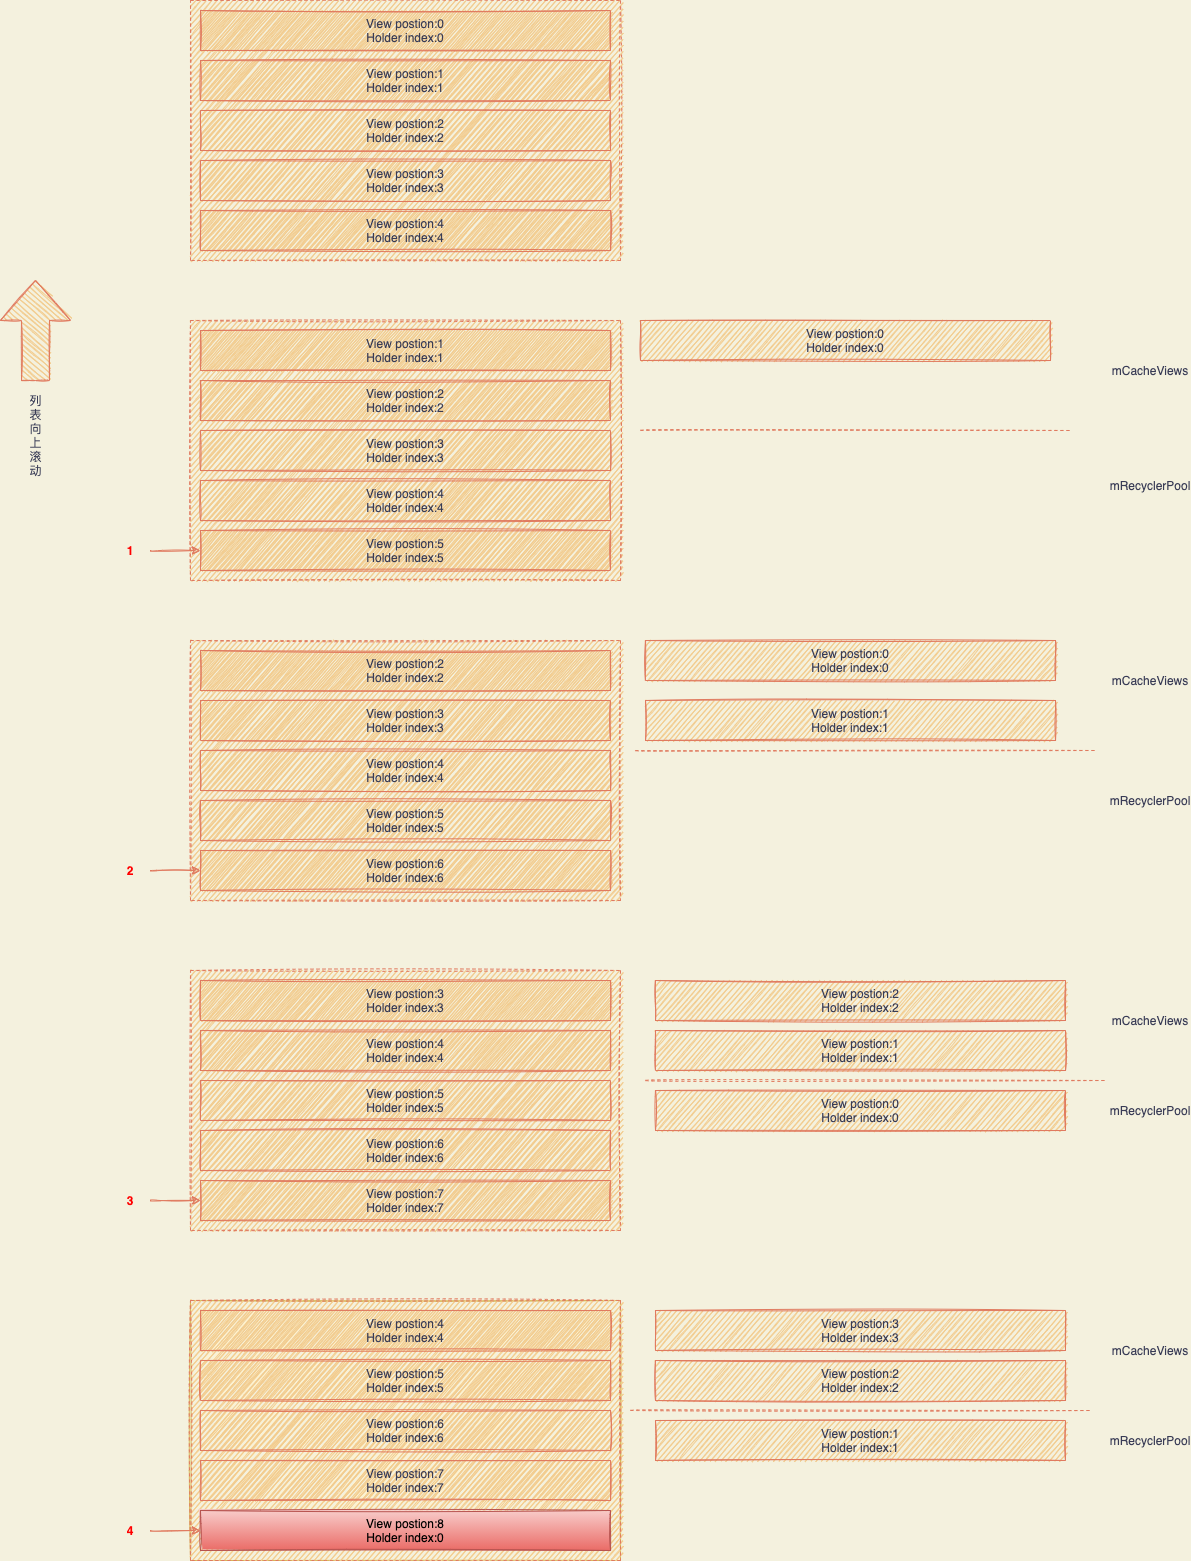 View postion:0
Holder index:0
View postion:1
Holder index:1
View postion:2
Holder index:2
View postion:3
Holder index:3
View postion:4
Holder index:4
列
表
向
上
滚
动
View postion:1
Holder index:1
View postion:2
Holder index:2
View postion:3
Holder index:3
View postion:4
Holder index:4
1
View postion:5
Holder index:5
View postion:0
Holder index:0
mCacheViews
mRecyclerPool
View postion:2
Holder index:2
View postion:3
Holder index:3
View postion:4
Holder index:4
View postion:5
Holder index:5
2
View postion:6
Holder index:6
View postion:0
Holder index:0
View postion:1
Holder index:1
mCacheViews
mRecyclerPool
View postion:3
Holder index:3
View postion:4
Holder index:4
View postion:5
Holder index:5
View postion:6
Holder index:6
3
View postion:7
Holder index:7
View postion:2
Holder index:2
View postion:1
Holder index:1
mCacheViews
View postion:0
Holder index:0
mRecyclerPool
View postion:4
Holder index:4
View postion:5
Holder index:5
View postion:6
Holder index:6
View postion:7
Holder index:7
4
View postion:8
Holder index:0
View postion:3
Holder index:3
View postion:2
Holder index:2
mCacheViews
View postion:1
Holder index:1
mRecyclerPool